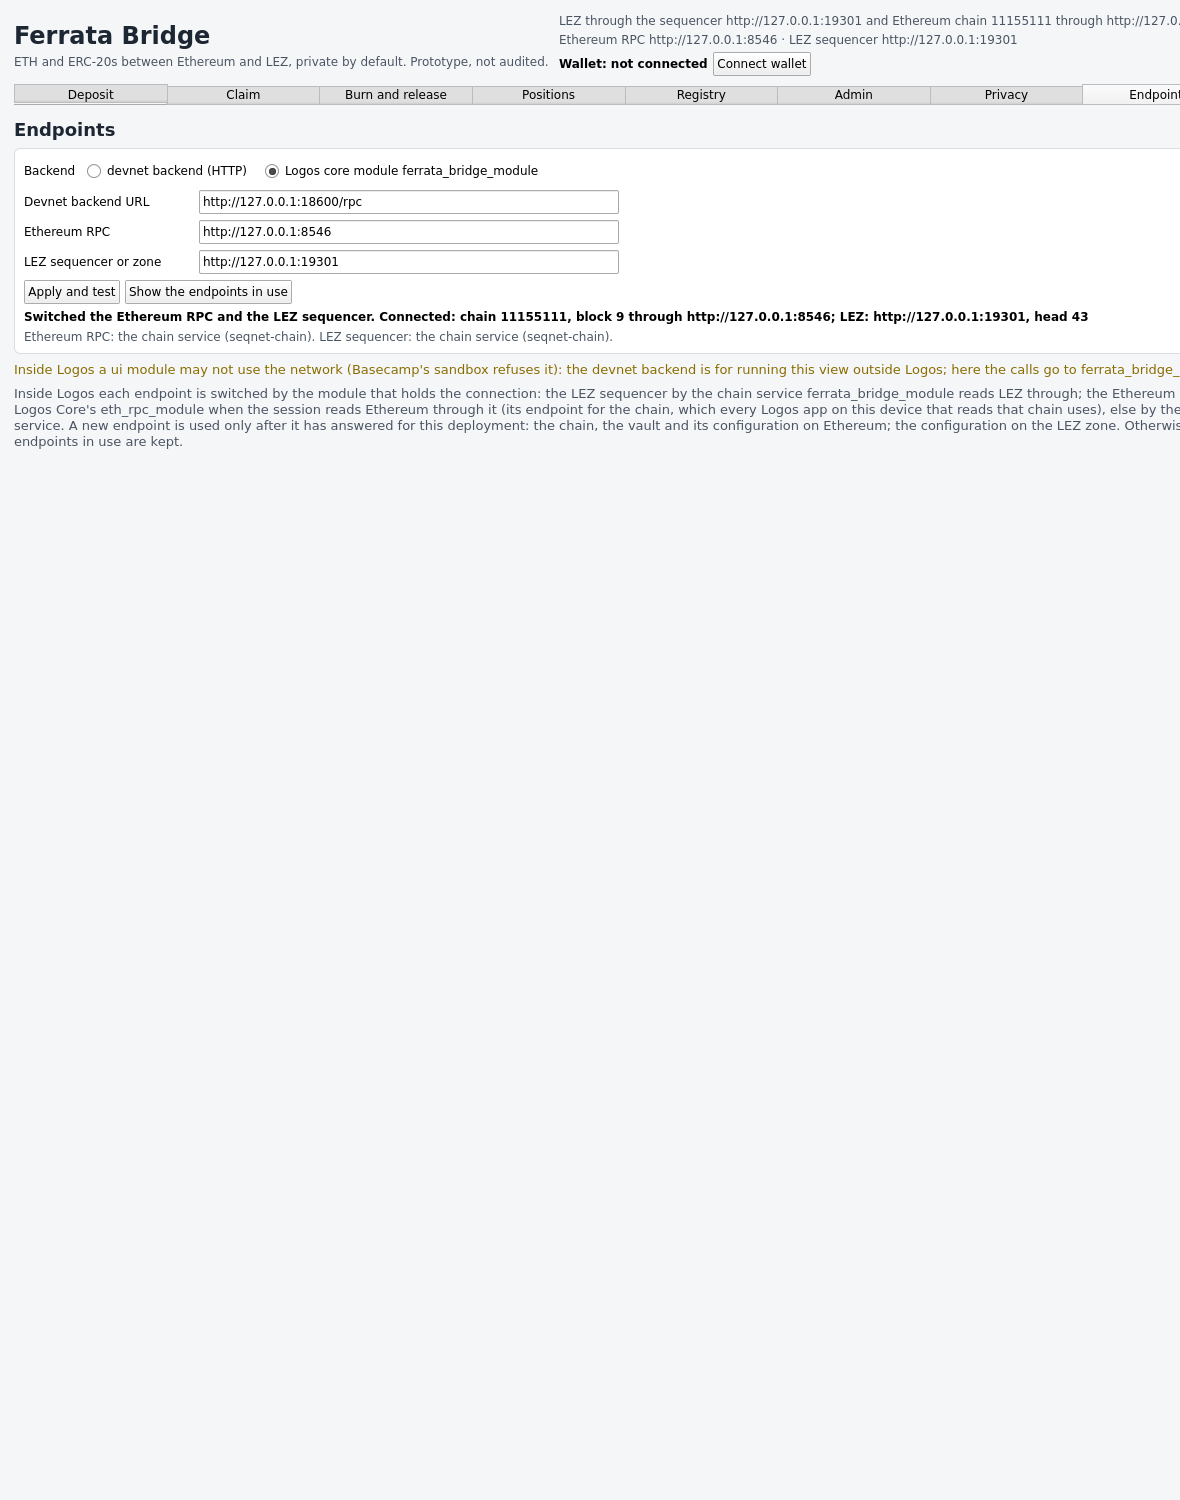 Ferrata Bridge
ETH and ERC-20s between Ethereum and LEZ, private by default. Prototype, not audited.
LEZ through the sequencer http://127.0.0.1:19301 and Ethereum chain 11155111 through http://127.0.
Ethereum RPC http://127.0.0.1:8546 · LEZ sequencer http://127.0.0.1:19301
Wallet: not connected Connect wallet
Deposit Claim Burn and release Positions Registry Admin Privacy Endpoint
Endpoints
Backend devnet backend (HTTP) Logos core module ferrata_bridge_module
Devnet backend URL http://127.0.0.1:18600/rpc
Ethereum RPC http://127.0.0.1:8546
LEZ sequencer or zone http://127.0.0.1:19301
Apply and test Show the endpoints in use
Switched the Ethereum RPC and the LEZ sequencer. Connected: chain 11155111, block 9 through http://127.0.0.1:8546; LEZ: http://127.0.0.1:19301, head 43
Ethereum RPC: the chain service (seqnet-chain). LEZ sequencer: the chain service (seqnet-chain).
Inside Logos a ui module may not use the network (Basecamp's sandbox refuses it): the devnet backend is for running this view outside Logos; here the calls go to ferrata_bridge_
Inside Logos each endpoint is switched by the module that holds the connection: the LEZ sequencer by the chain service ferrata_bridge_module reads LEZ through; the Ethereum
Logos Core's eth_rpc_module when the session reads Ethereum through it (its endpoint for the chain, which every Logos app on this device that reads that chain uses), else by the
service. A new endpoint is used only after it has answered for this deployment: the chain, the vault and its configuration on Ethereum; the configuration on the LEZ zone. Otherwis
endpoints in use are kept.